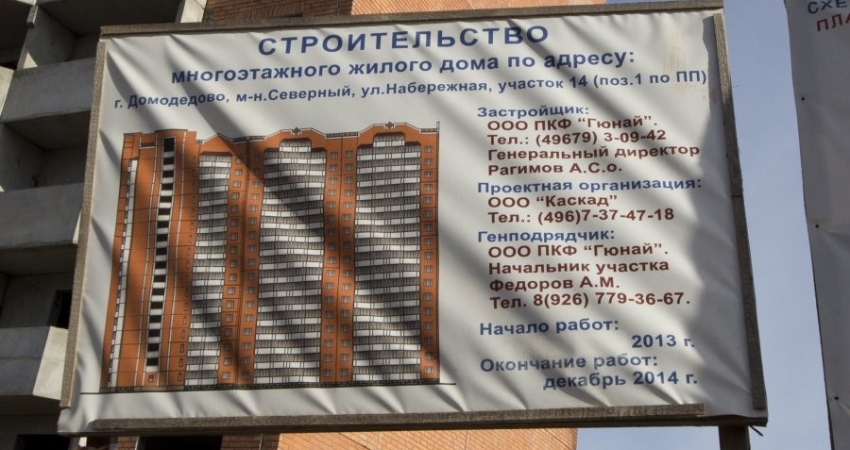 СТРОИТЕЛЬСТВО
многоэтажного жилого дома по адресу:
г. Домодедово, м-н.Северный, ул.Набережная, участок 14 (поз.1 по ПП)
Застройщик:
ООО ПКФ "Гюнай".
Тел.: (49679) 3-09-42
Генеральный директор
Рагимов А.С.о.
Проектная организация:
ООО "Каскад"
Тел.: (496)7-37-47-18
Генподрядчик:
ООО ПКФ "Гюнай".
Начальник участка
Федоров А.М.
Тел. 8(926) 779-36-67.
Начало работ:
2013 г.
Окончание работ:
декабрь 2014 г.